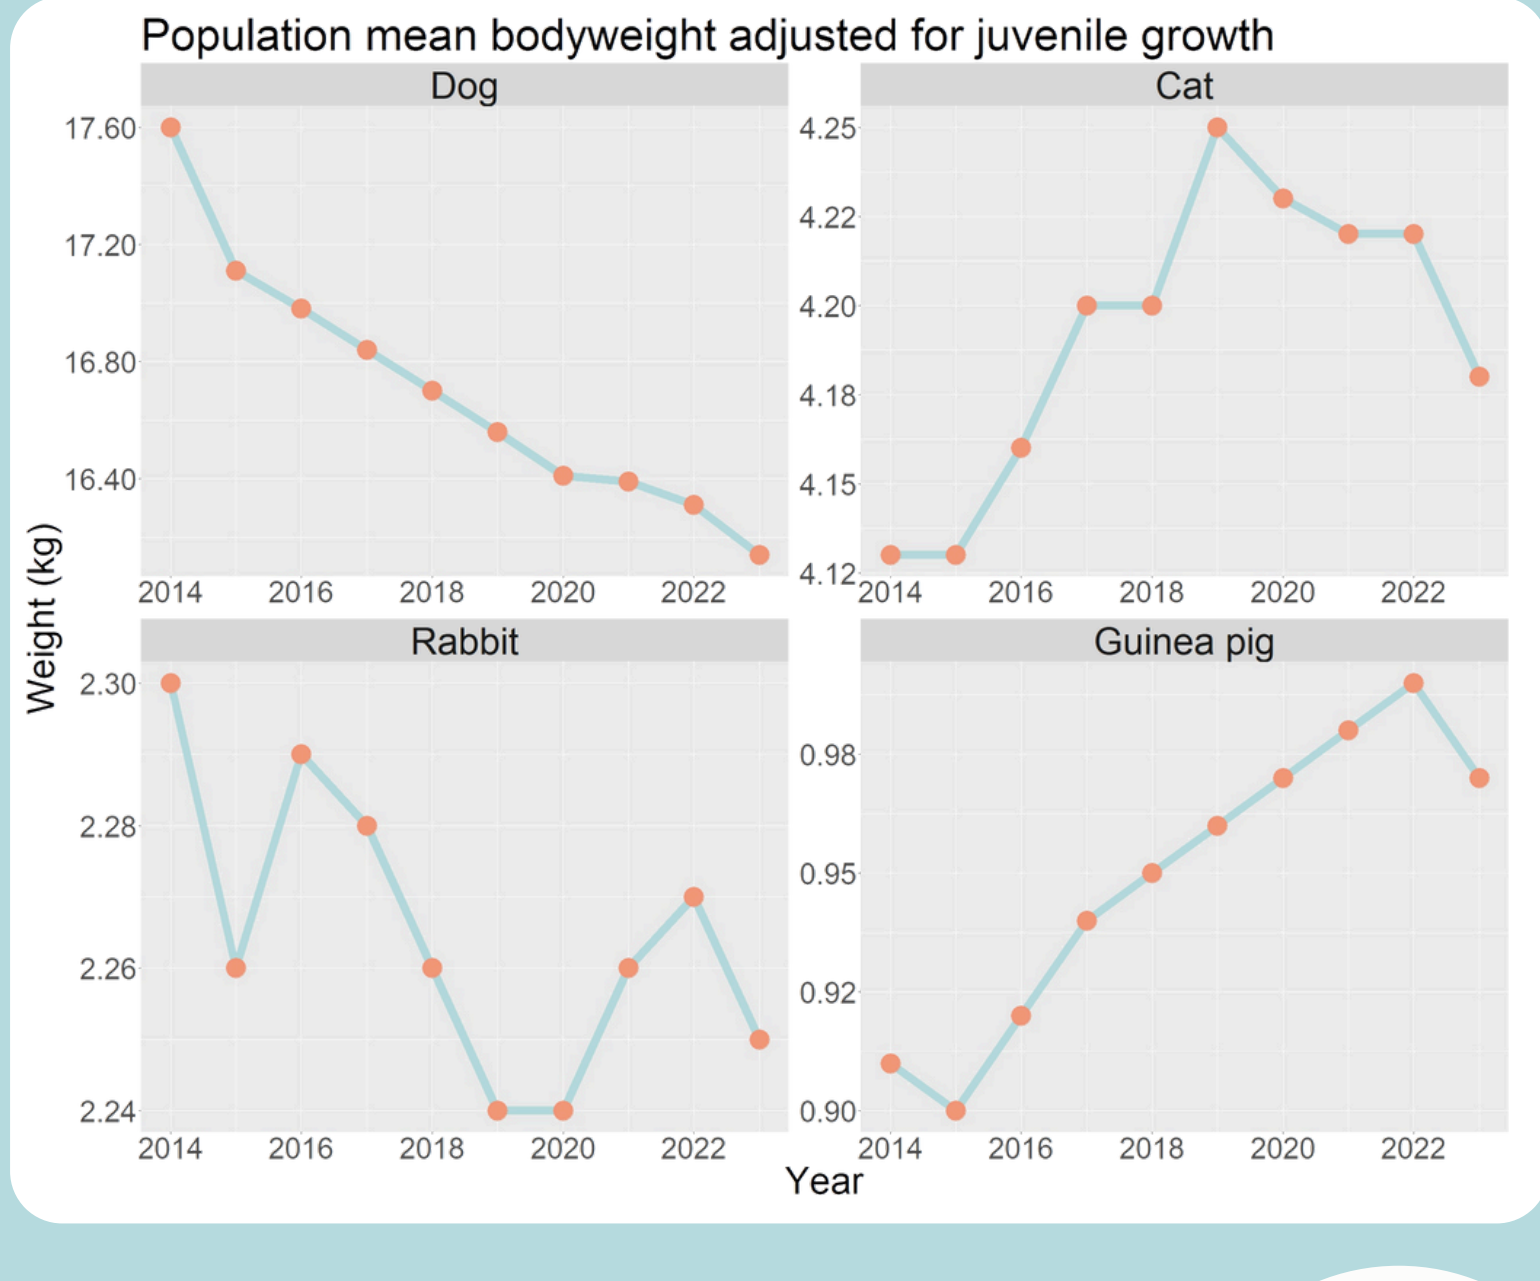 Population mean bodyweight adjusted for juvenile growth
Dog
17.60
17.20
16.80
16.40
2014 2016 2018 2020 2022
Cat
4.25
4.22
4.20
4.18
4.15
4.12
2014 2016 2018 2020 2022
Weight (kg)
Rabbit
2.30
2.28
2.26
2.24
2014 2016 2018 2020 2022
Guinea pig
0.98
0.95
0.92
0.90
2014 2016 2018 2020 2022
Year